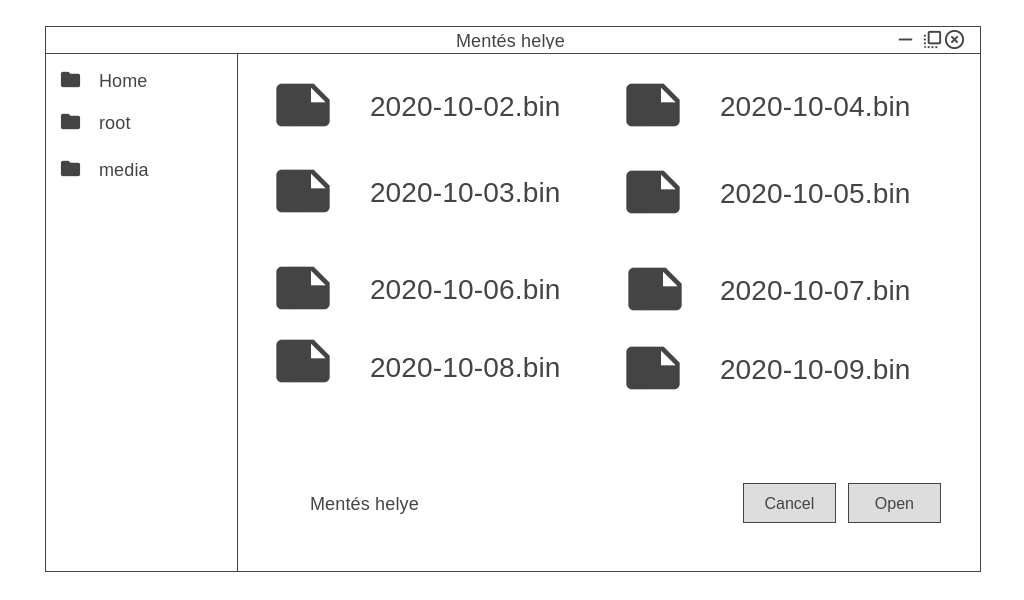 Mentés helye
Home
root
media
2020-10-02.bin
2020-10-04.bin
2020-10-03.bin
2020-10-05.bin
2020-10-06.bin
2020-10-07.bin
2020-10-08.bin
2020-10-09.bin
Mentés helye
Cancel
Open